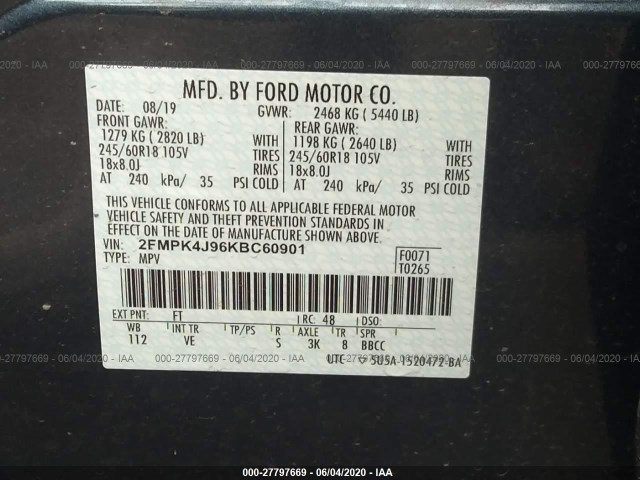 000-27797669 - 06/04/2020 - IAA
MFD. BY FORD MOTOR CO.
DATE: 08/19 GVWR: 2468 KG ( 5440 LB)
FRONT GAWR: REAR GAWR:
1279 KG ( 2820 LB) WITH 1198 KG ( 2640 LB) WITH
245/60R18 105V TIRES 245/60R18 105V TIRES
18x8.0J RIMS 18x8.0J RIMS
AT 240 kPa/ 35 PSI COLD AT 240 kPa/ 35 PSI COLD
THIS VEHICLE CONFORMS TO ALL APPLICABLE FEDERAL MOTOR
VEHICLE SAFETY AND THEFT PREVENTION STANDARDS IN
EFFECT ON THE DATE OF MANUFACTURE SHOWN ABOVE.
VIN: 2FMPK4J96KBC60901 F0071
TYPE: MPV T0265
EXT PNT: FT RC: 48 DSO:
WB INT TR TP/PS R AXLE TR SPR
112 VE S 3K 8 BBCC
UTC 5U5A-1520472-BA
000-27797669 - 06/04/2020 - IAA